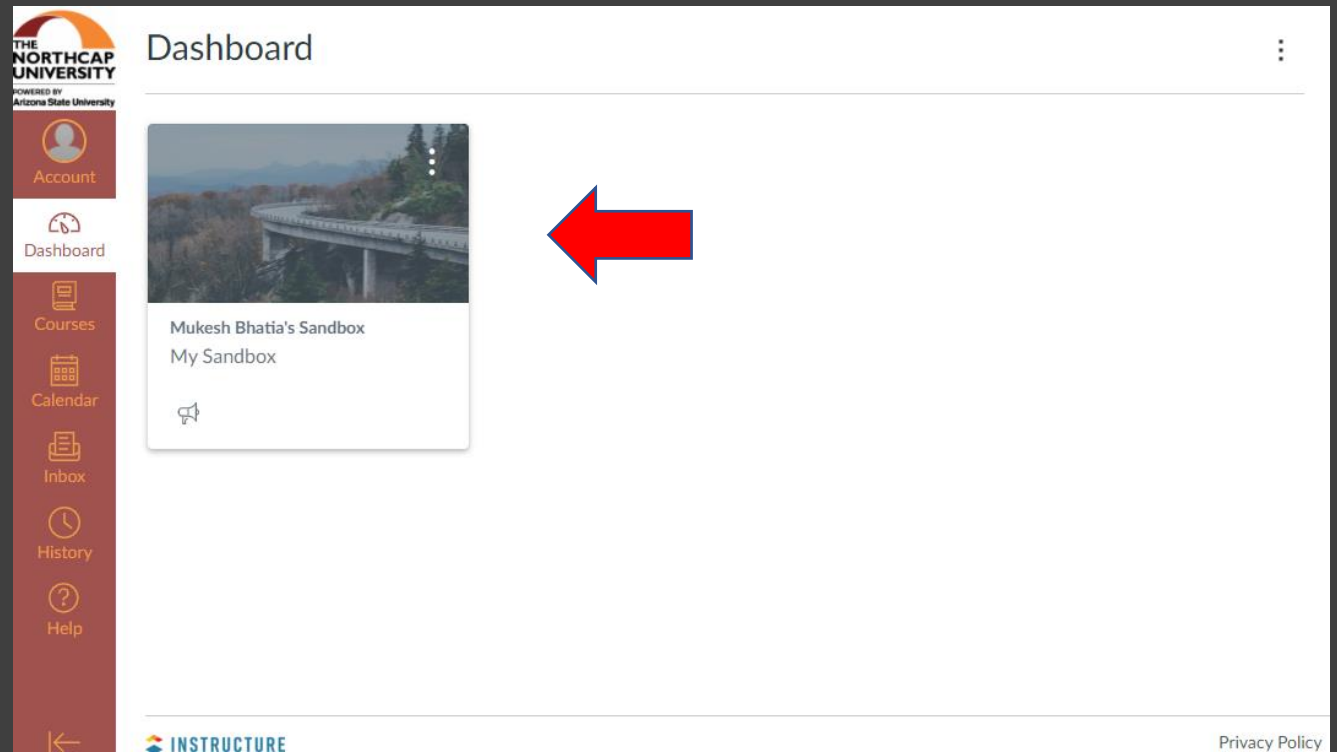 THE
NORTHCAP
UNIVERSITY
POWERED BY
Arizona State University
Dashboard
Account
Dashboard
Courses
Calendar
Inbox
History
Help
Mukesh Bhatia's Sandbox
My Sandbox
INSTRUCTURE
Privacy Policy